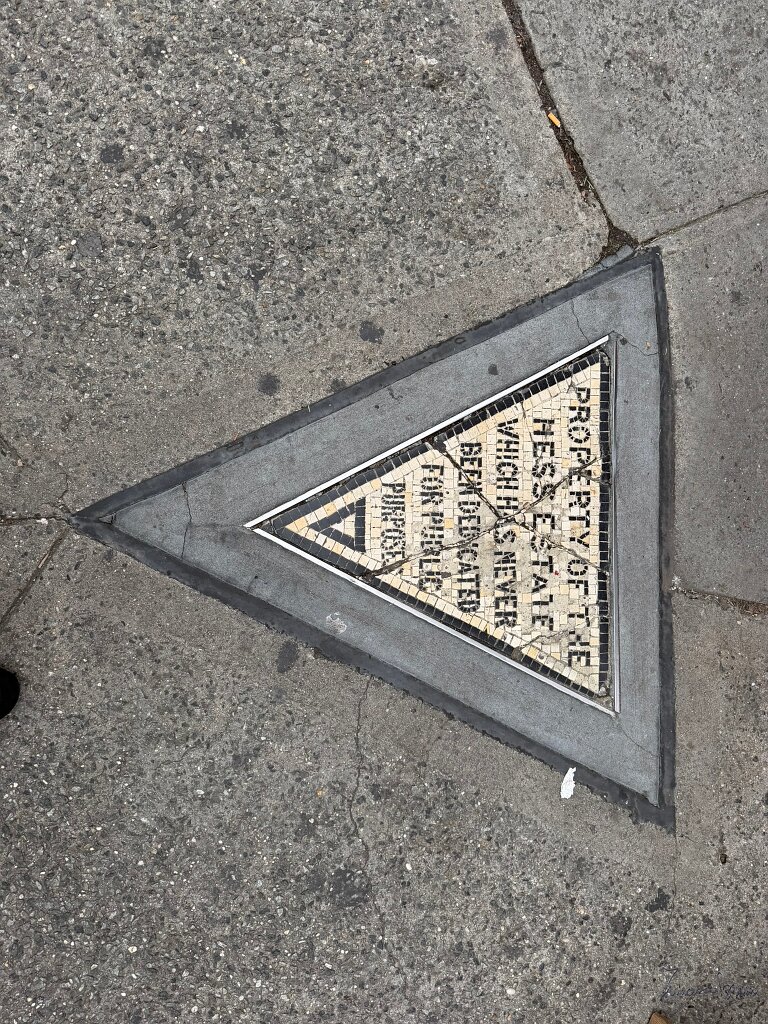 PROPERTY OF THE
HESS ESTATE
WHICH HAS NEVER
BEEN DEDICATED
FOR PUBLIC
PURPOSES